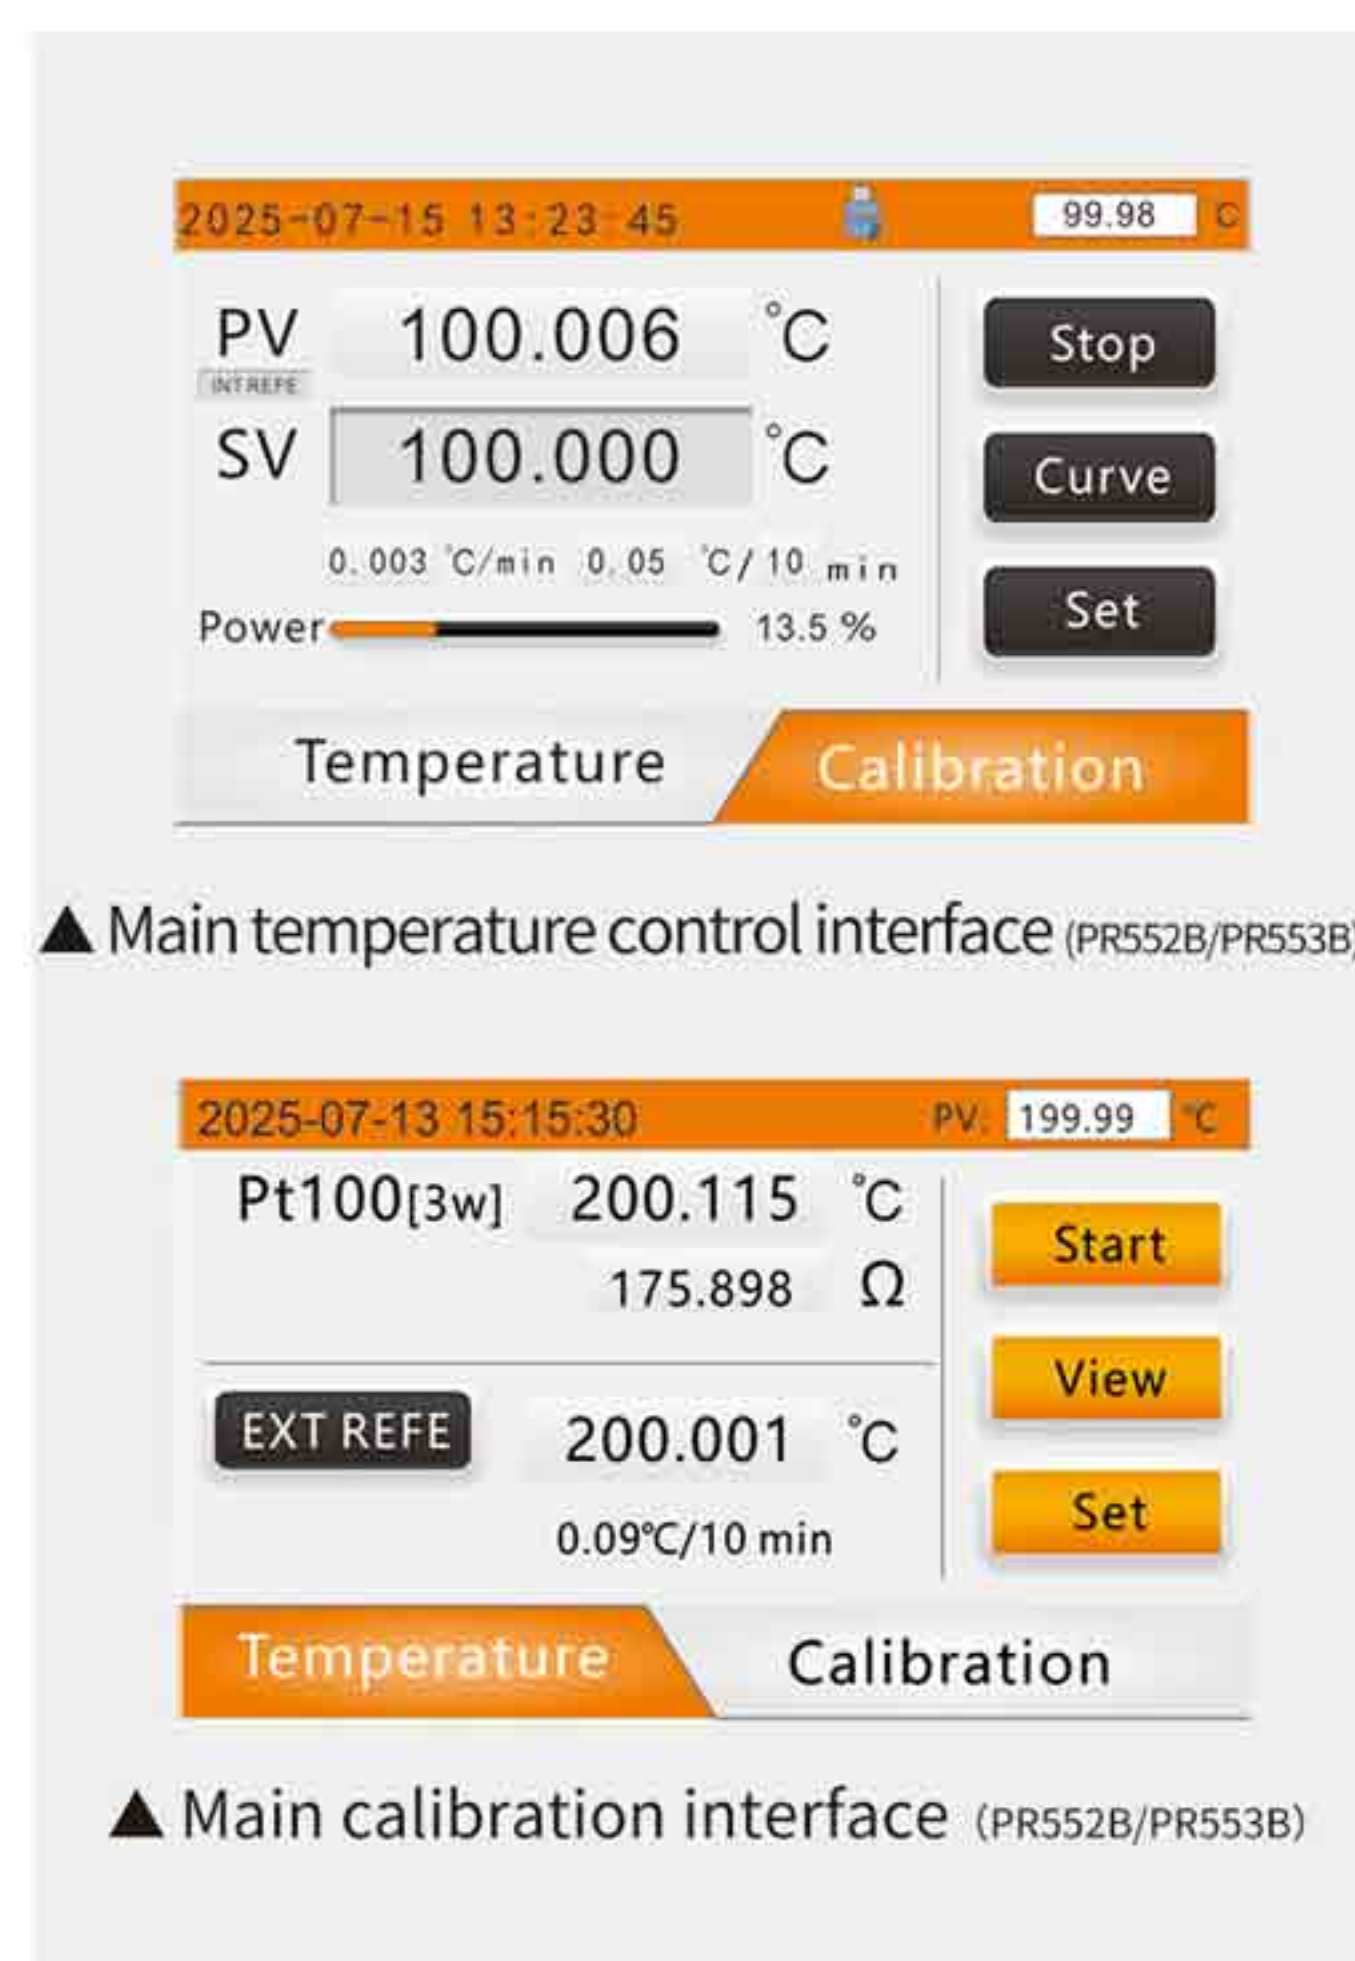 2025-07-15 13:23:45 99.98 C
PV 100.006 °C Stop
INT REFE
SV 100.000 °C Curve
0.003 ℃/min 0.05 ℃/10 min
Power 13.5 % Set
Temperature Calibration
▲ Main temperature control interface (PR552B/PR553B)
2025-07-13 15:15:30 PV: 199.99 ℃
Pt100[3w] 200.115 °C Start
175.898 Ω
View
EXT REFE 200.001 °C
Set
0.09℃/10 min
Temperature Calibration
▲ Main calibration interface (PR552B/PR553B)